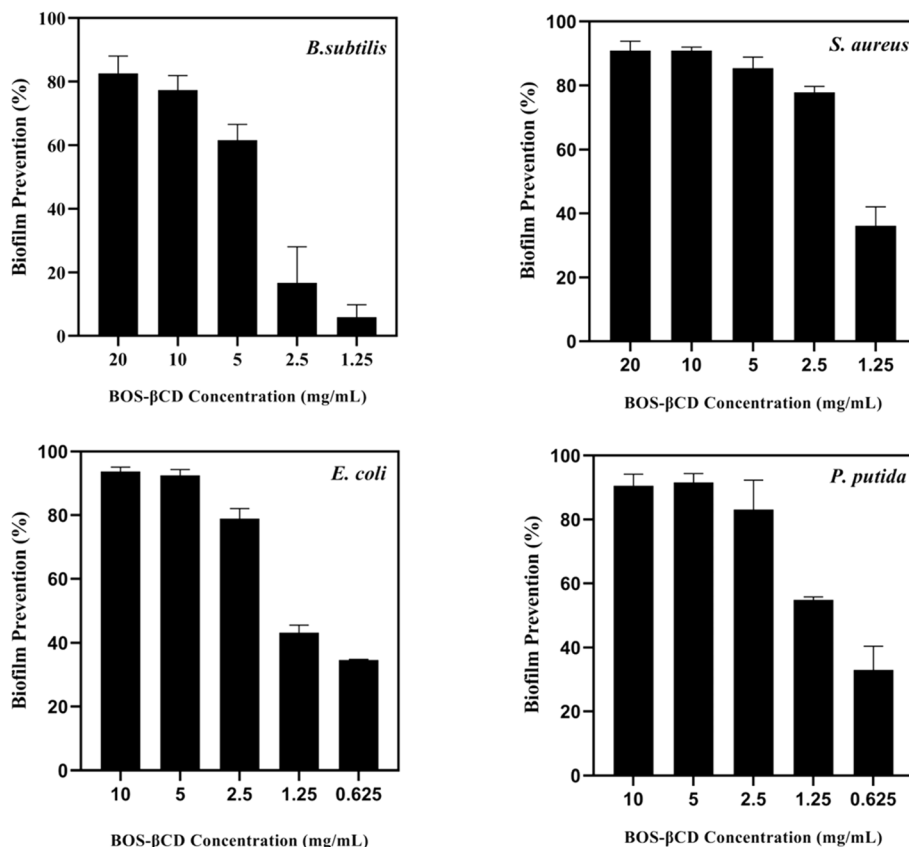 B.subtilis
Biofilm Prevention (%)
100
80
60
40
20
0
20 10 5 2.5 1.25
BOS-βCD Concentration (mg/mL)
S. aureus
Biofilm Prevention (%)
100
80
60
40
20
0
20 10 5 2.5 1.25
BOS-βCD Concentration (mg/mL)
E. coli
Biofilm Prevention (%)
100
80
60
40
20
0
10 5 2.5 1.25 0.625
BOS-βCD Concentration (mg/mL)
P. putida
Biofilm Prevention (%)
100
80
60
40
20
0
10 5 2.5 1.25 0.625
BOS-βCD Concentration (mg/mL)